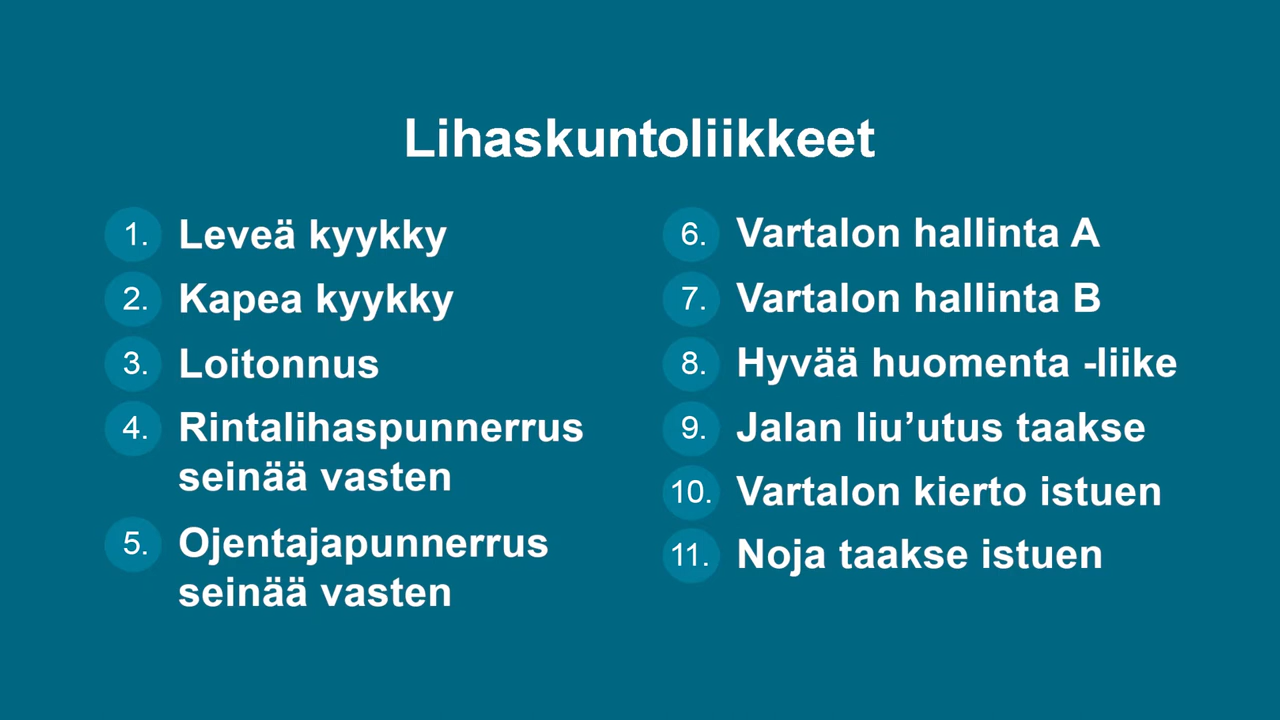 Lihaskuntoliikkeet
1. Leveä kyykky
2. Kapea kyykky
3. Loitonnus
4. Rintalihaspunnerrus
seinää vasten
5. Ojentajapunnerrus
seinää vasten
6. Vartalon hallinta A
7. Vartalon hallinta B
8. Hyvää huomenta -liike
9. Jalan liu’utus taakse
10. Vartalon kierto istuen
11. Noja taakse istuen